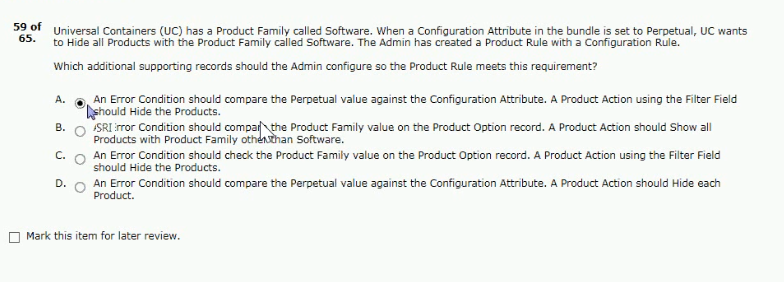 59 of
65.
Universal Containers (UC) has a Product Family called Software. When a Configuration Attribute in the bundle is set to Perpetual, UC wants
to Hide all Products with the Product Family called Software. The Admin has created a Product Rule with a Configuration Rule.
Which additional supporting records should the Admin configure so the Product Rule meets this requirement?
A. An Error Condition should compare the Perpetual value against the Configuration Attribute. A Product Action using the Filter Field
should Hide the Products.
B. Condition should the Product Family value on the Product Option record. A Product Action should Show all
Products with Product Family than Software.
C. An Error Condition should check the Product Family value on the Product Option record. A Product Action using the Filter Field
should Hide the Products.
D. An Error Condition should compare the Perpetual value against the Configuration Attribute. A Product Action should Hide each
Product.
Mark this item for later review.